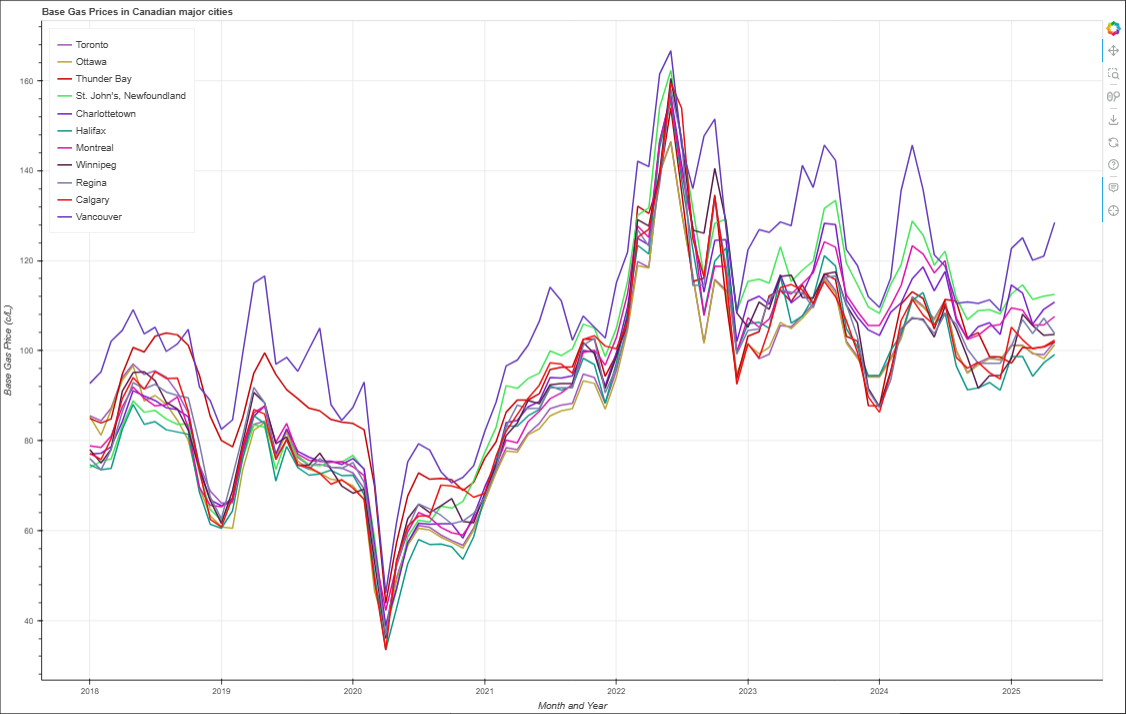 Base Gas Prices in Canadian major cities
Toronto
Ottawa
Thunder Bay
St. John's, Newfoundland
Charlottetown
Halifax
Montreal
Winnipeg
Regina
Calgary
Vancouver
Base Gas Price (c/L)
160
140
120
100
80
60
40
2018
2019
2020
2021
2022
2023
2024
2025
Month and Year